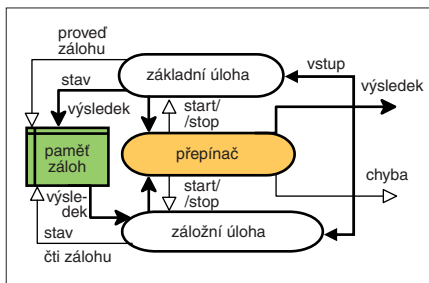 proveď
zálohu
stav
výsledek
základní úloha
vstup
výsledek
start/
/stop
paměť
záloh
přepínač
chyba
výsle-
dek
start/
/stop
stav
čti zálohu
záložní úloha